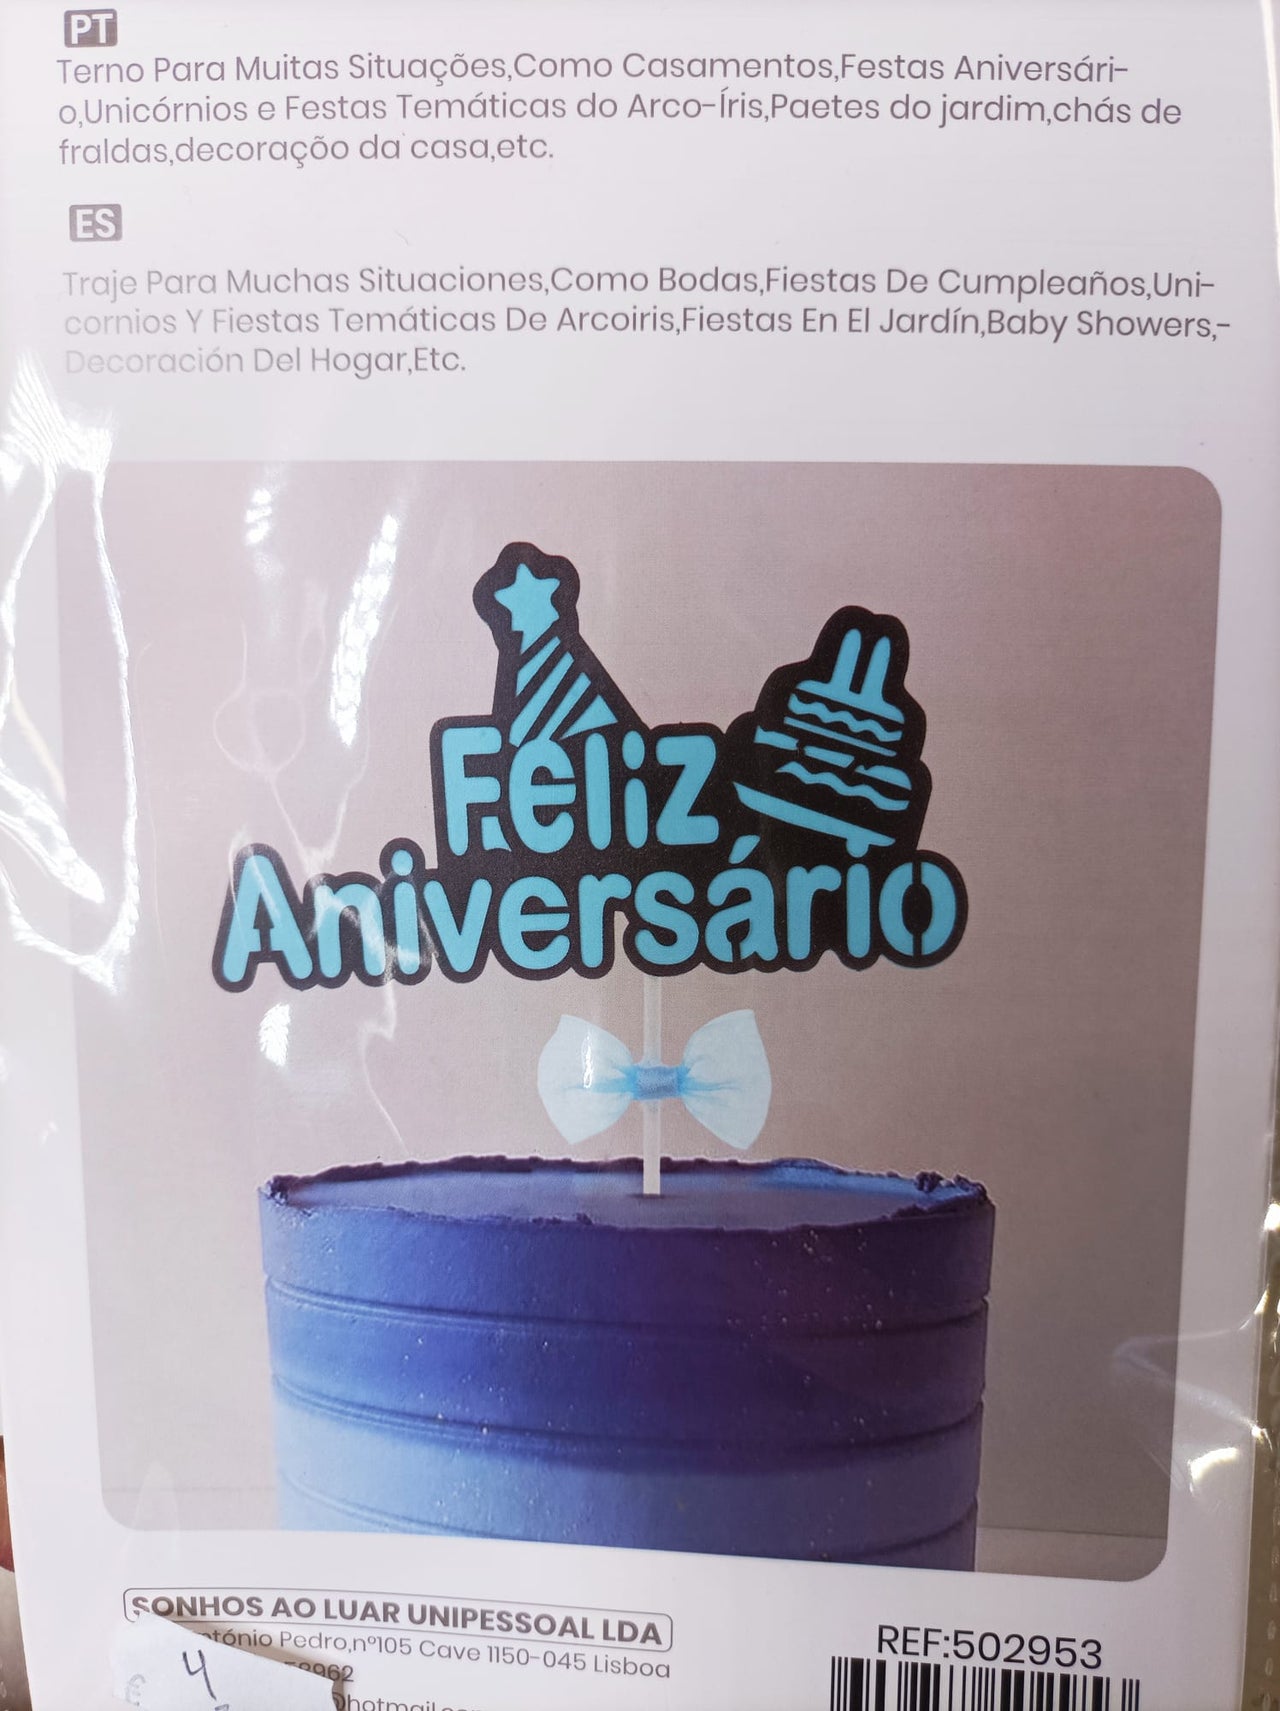 PT
Terno Para Muitas Situações,Como Casamentos,Festas Aniversári-
o,Unicórnios e Festas Temáticas do Arco-Íris,Paetes do jardim,chás de
fraldas,decoração da casa,etc.
ES
Traje Para Muchas Situaciones,Como Bodas,Fiestas De Cumpleaños,Uni-
cornios Y Fiestas Temáticas De Arcoiris,Fiestas En El Jardín,Baby Showers,-
Decoración Del Hogar,Etc.
Feliz
Aniversário
SONHOS AO LUAR UNIPESSOAL LDA
Pedro,nº105 Cave 1150-045 Lisboa
REF:502953
€ 4